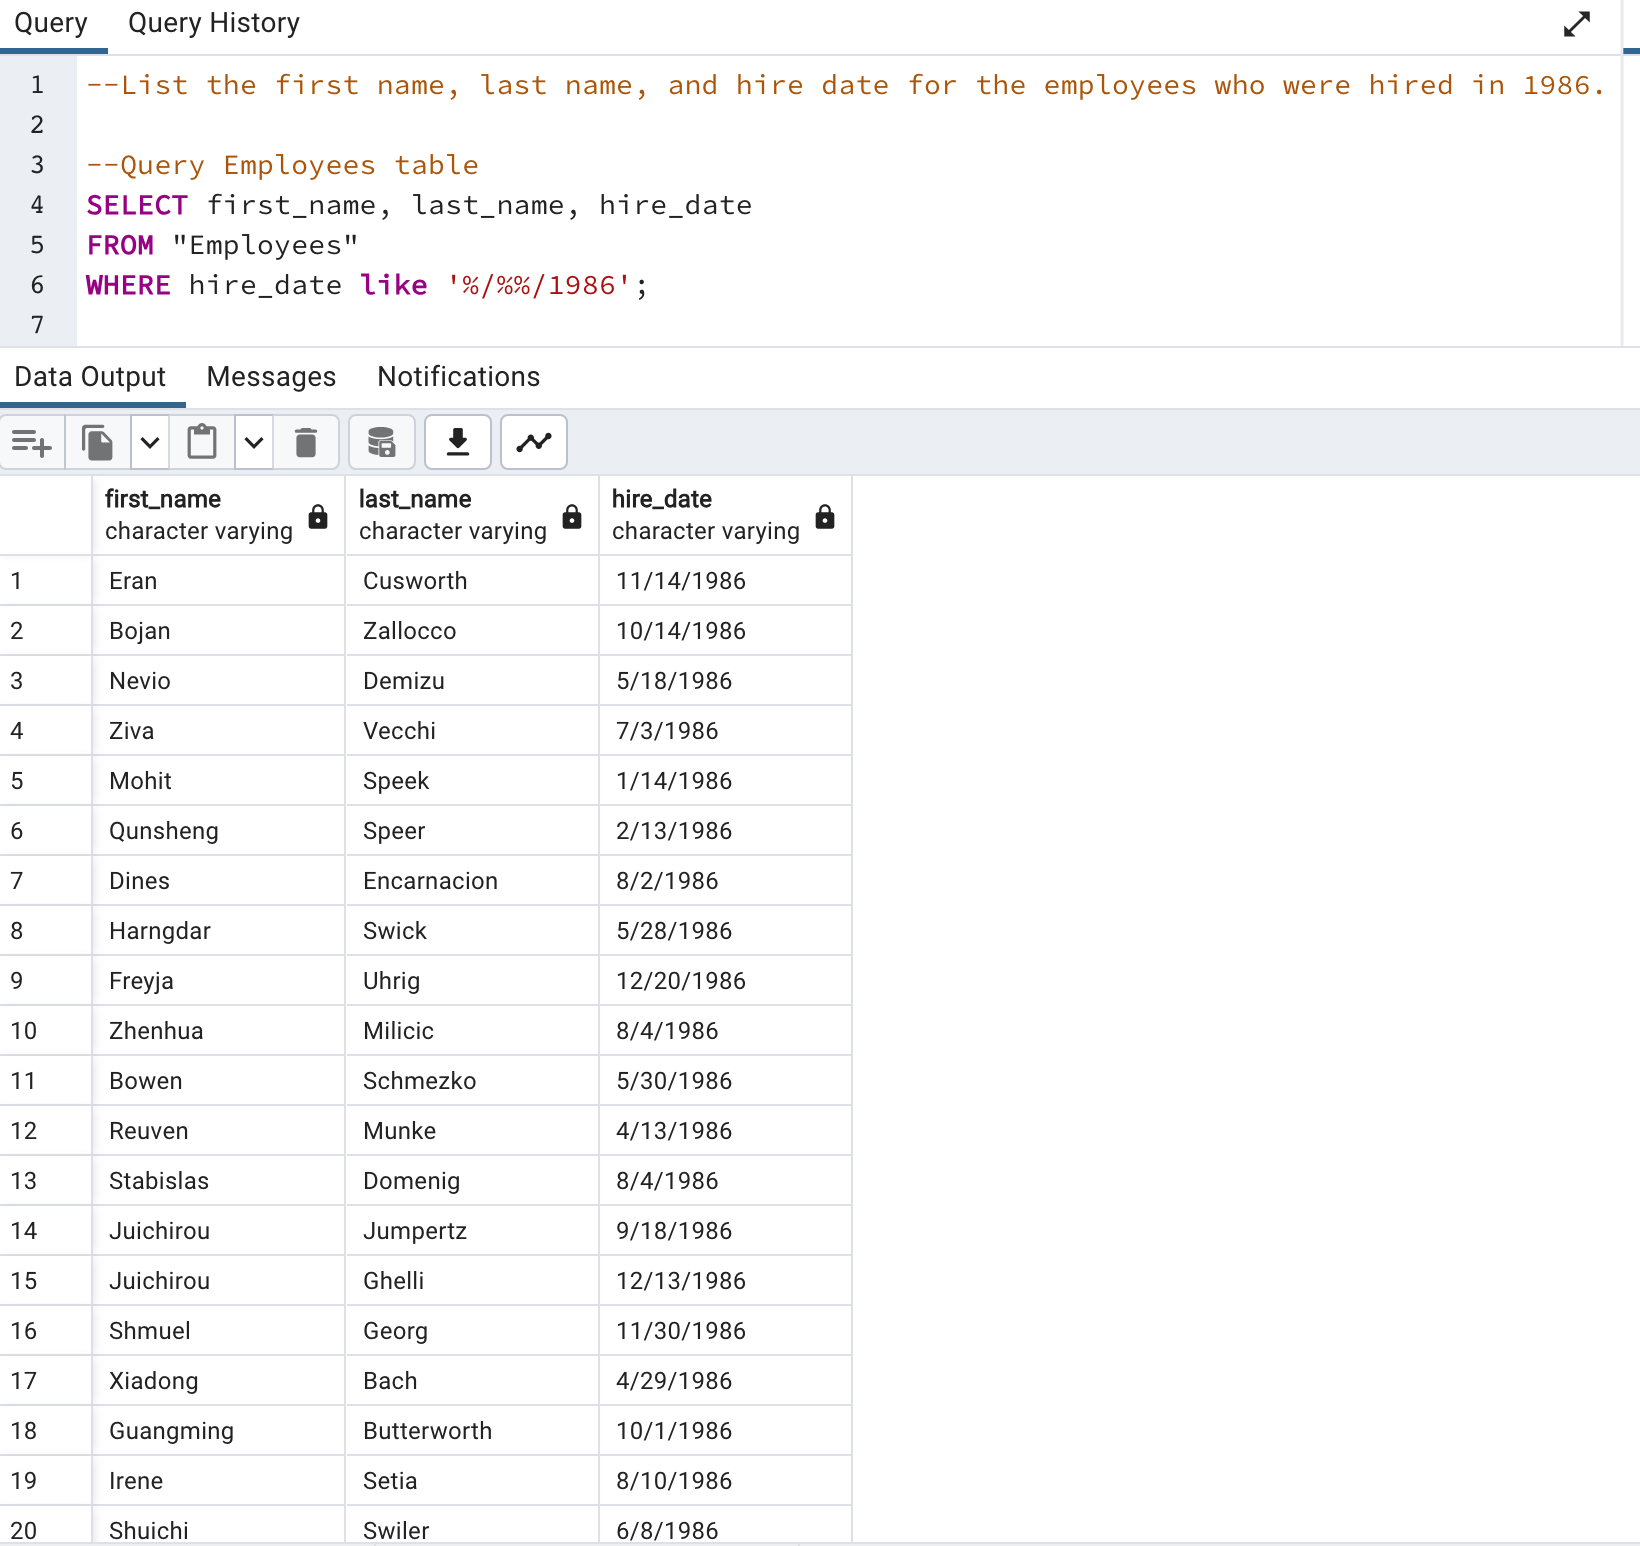 Query Query History
1 --List the first name, last name, and hire date for the employees who were hired in 1986.
2
3 --Query Employees table
4 SELECT first_name, last_name, hire_date
5 FROM "Employees"
6 WHERE hire_date like '%/%%/1986';
7
Data Output Messages Notifications
first_name last_name hire_date
character varying character varying character varying
1 Eran Cusworth 11/14/1986
2 Bojan Zallocco 10/14/1986
3 Nevio Demizu 5/18/1986
4 Ziva Vecchi 7/3/1986
5 Mohit Speek 1/14/1986
6 Qunsheng Speer 2/13/1986
7 Dines Encarnacion 8/2/1986
8 Harngdar Swick 5/28/1986
9 Freyja Uhrig 12/20/1986
10 Zhenhua Milicic 8/4/1986
11 Bowen Schmezko 5/30/1986
12 Reuven Munke 4/13/1986
13 Stabislas Domenig 8/4/1986
14 Juichirou Jumpertz 9/18/1986
15 Juichirou Ghelli 12/13/1986
16 Shmuel Georg 11/30/1986
17 Xiadong Bach 4/29/1986
18 Guangming Butterworth 10/1/1986
19 Irene Setia 8/10/1986
20 Shuichi Swiler 6/8/1986